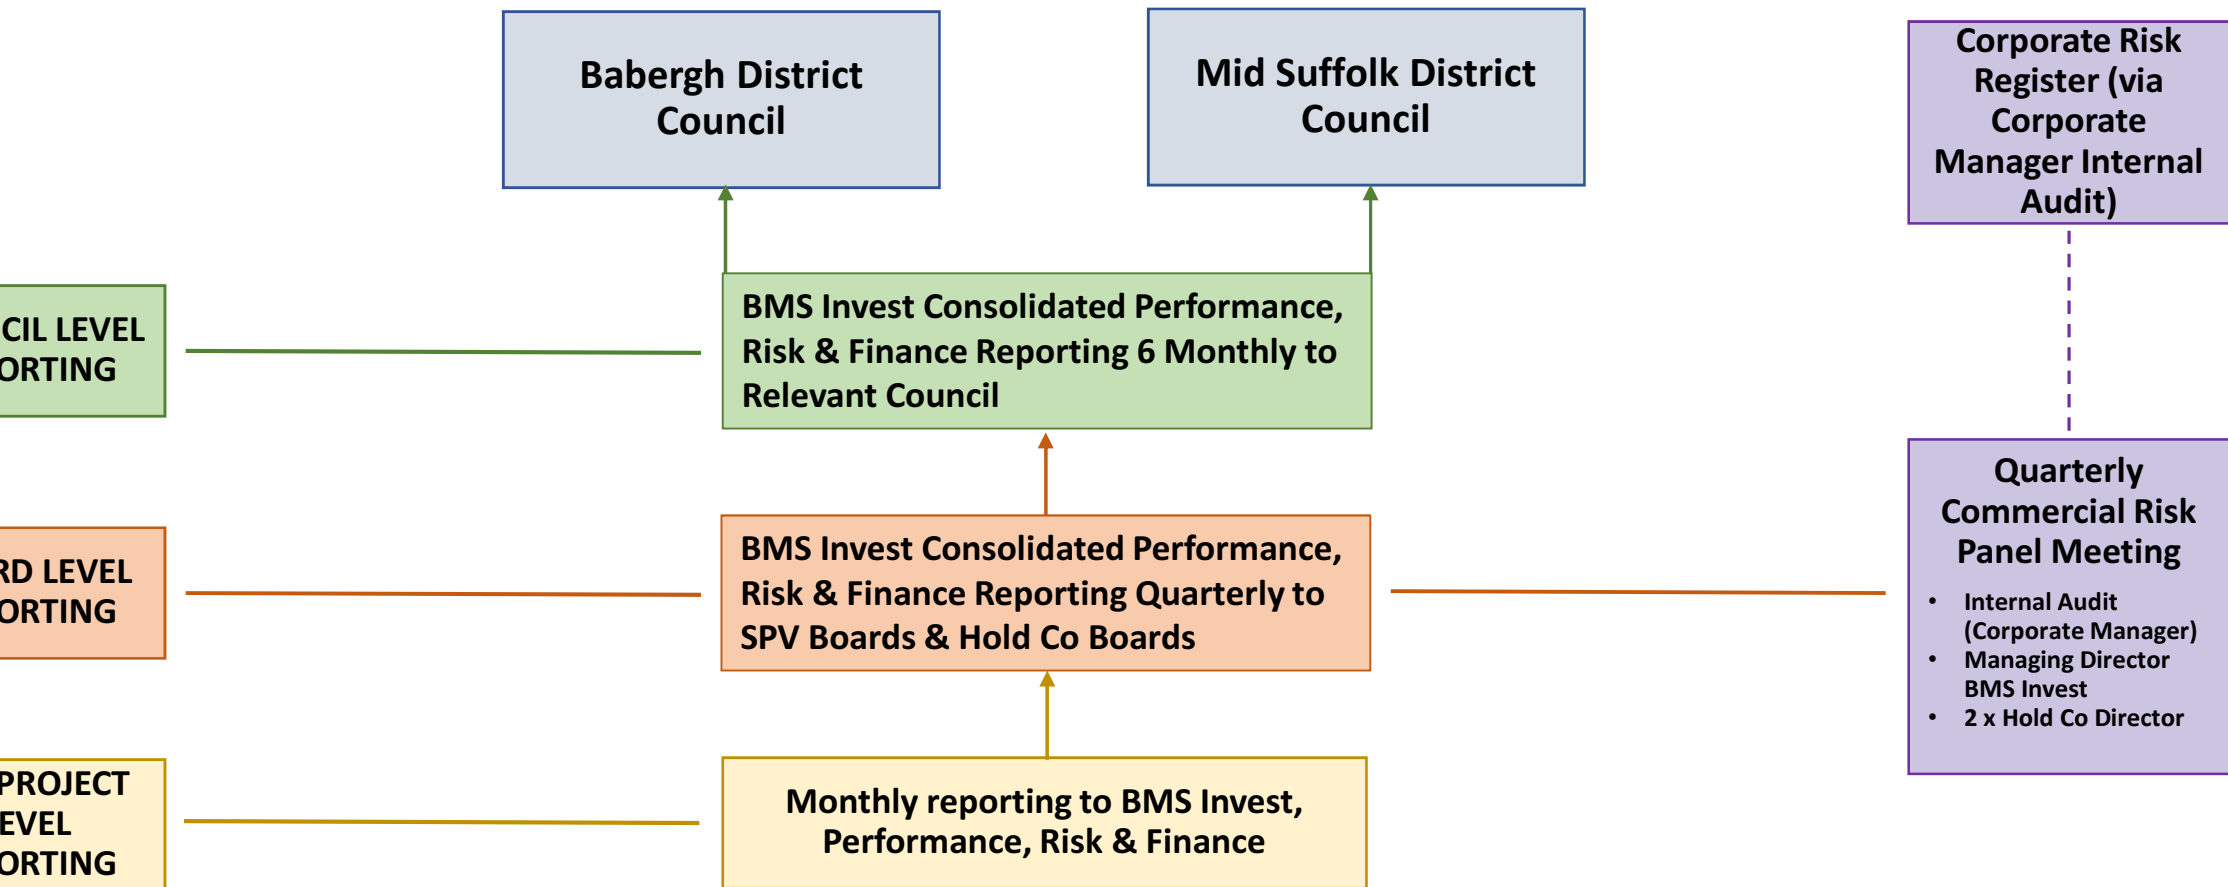 Babergh District
Council
Mid Suffolk District
Council
Corporate Risk
Register (via
Corporate
Manager Internal
Audit)
CIL LEVEL
ORTING
BMS Invest Consolidated Performance,
Risk & Finance Reporting 6 Monthly to
Relevant Council
RD LEVEL
ORTING
BMS Invest Consolidated Performance,
Risk & Finance Reporting Quarterly to
SPV Boards & Hold Co Boards
Quarterly
Commercial Risk
Panel Meeting
• Internal Audit
(Corporate Manager)
• Managing Director
BMS Invest
• 2 x Hold Co Director
PROJECT
EVEL
ORTING
Monthly reporting to BMS Invest,
Performance, Risk & Finance